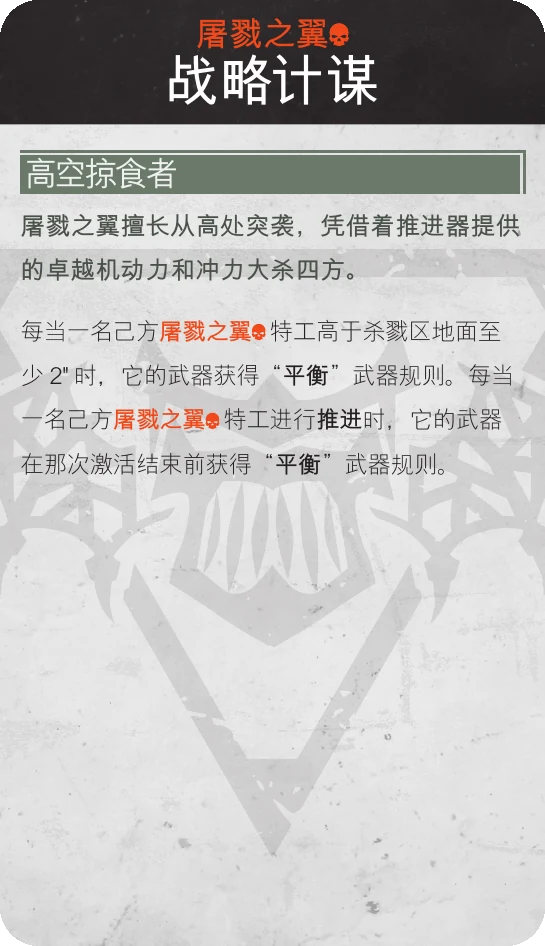 屠戮之翼
战略计谋
高空掠食者
屠戮之翼擅长从高处突袭，凭借着推进器提供
的卓越机动力和冲力大杀四方。
每当一名己方屠戮之翼特工高于杀戮区地面至
少 2" 时，它的武器获得“平衡”武器规则。每当
一名己方屠戮之翼特工进行推进时，它的武器
在那次激活结束前获得“平衡”武器规则。